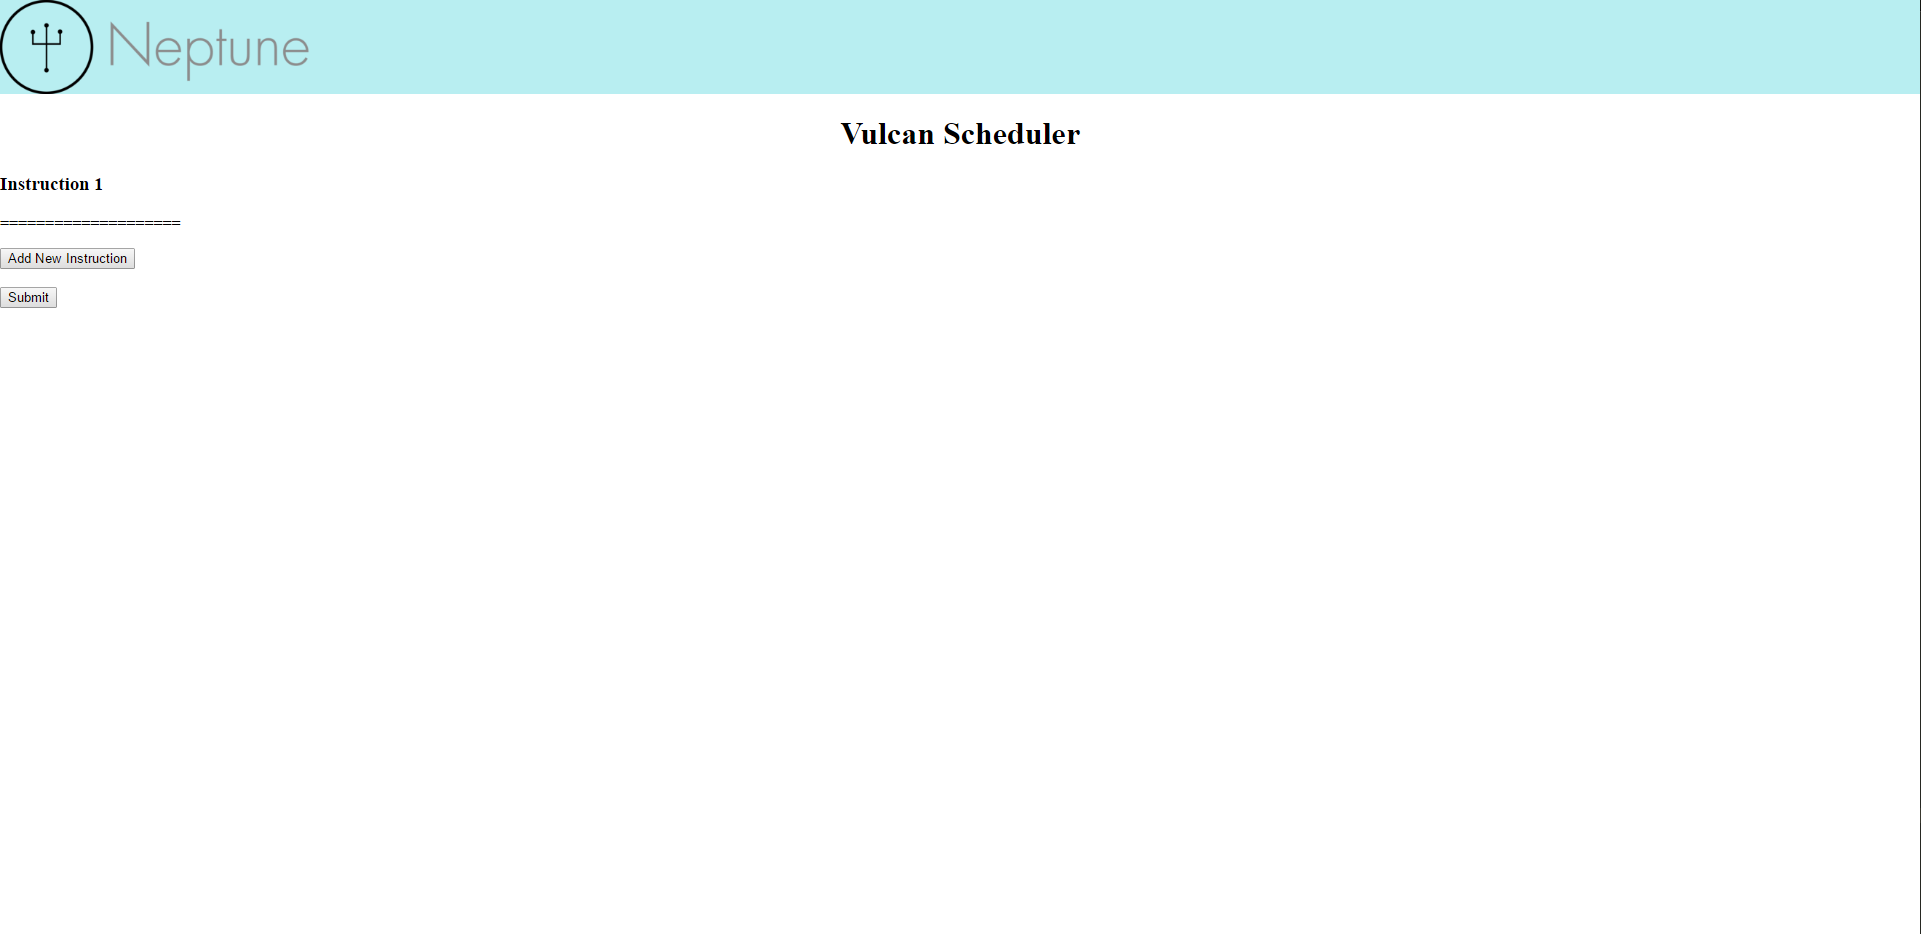 Neptune
Vulcan Scheduler
Instruction 1
====================
Add New Instruction
Submit